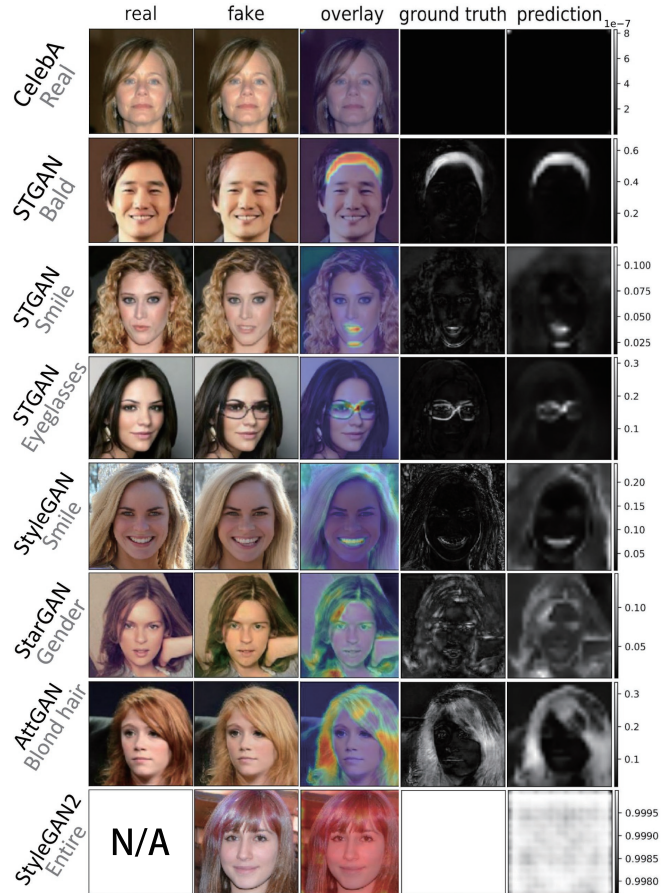 real fake overlay ground truth prediction
1e-7
CelebA
Real
8
6
4
2
STGAN
Bald
0.6
0.4
0.2
STGAN
Smile
0.100
0.075
0.050
0.025
STGAN
Eyeglasses
0.3
0.2
0.1
StyleGAN
Smile
0.20
0.15
0.10
0.05
StarGAN
Gender
0.10
0.05
AttGAN
Blond hair
0.3
0.2
0.1
StyleGAN2
Entire
N/A
0.9995
0.9990
0.9985
0.9980